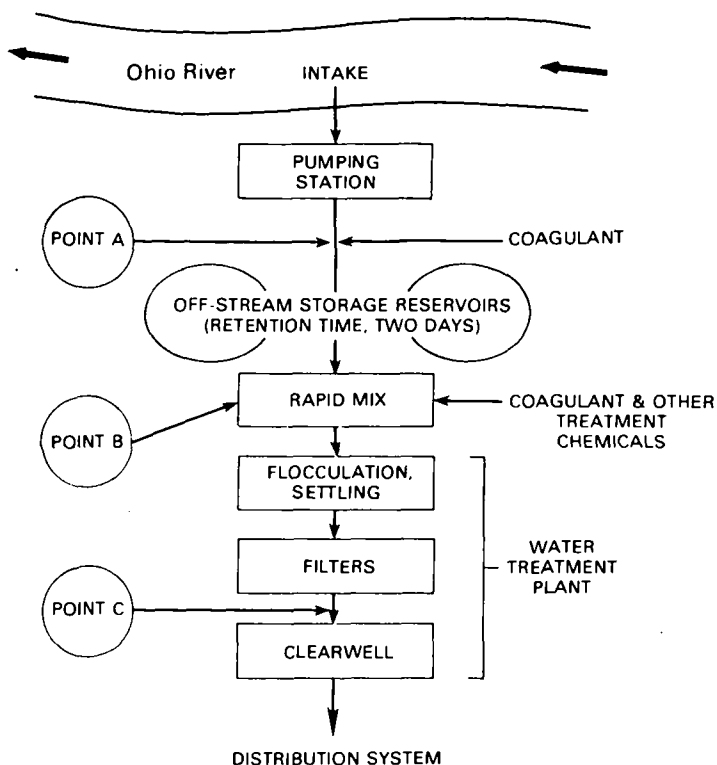 Ohio River
INTAKE
PUMPING
STATION
POINT A
COAGULANT
OFF-STREAM STORAGE RESERVOIRS
(RETENTION TIME, TWO DAYS)
RAPID MIX
COAGULANT & OTHER
TREATMENT
CHEMICALS
POINT B
FLOCCULATION,
SETTLING
FILTERS
WATER
TREATMENT
PLANT
POINT C
CLEARWELL
DISTRIBUTION SYSTEM